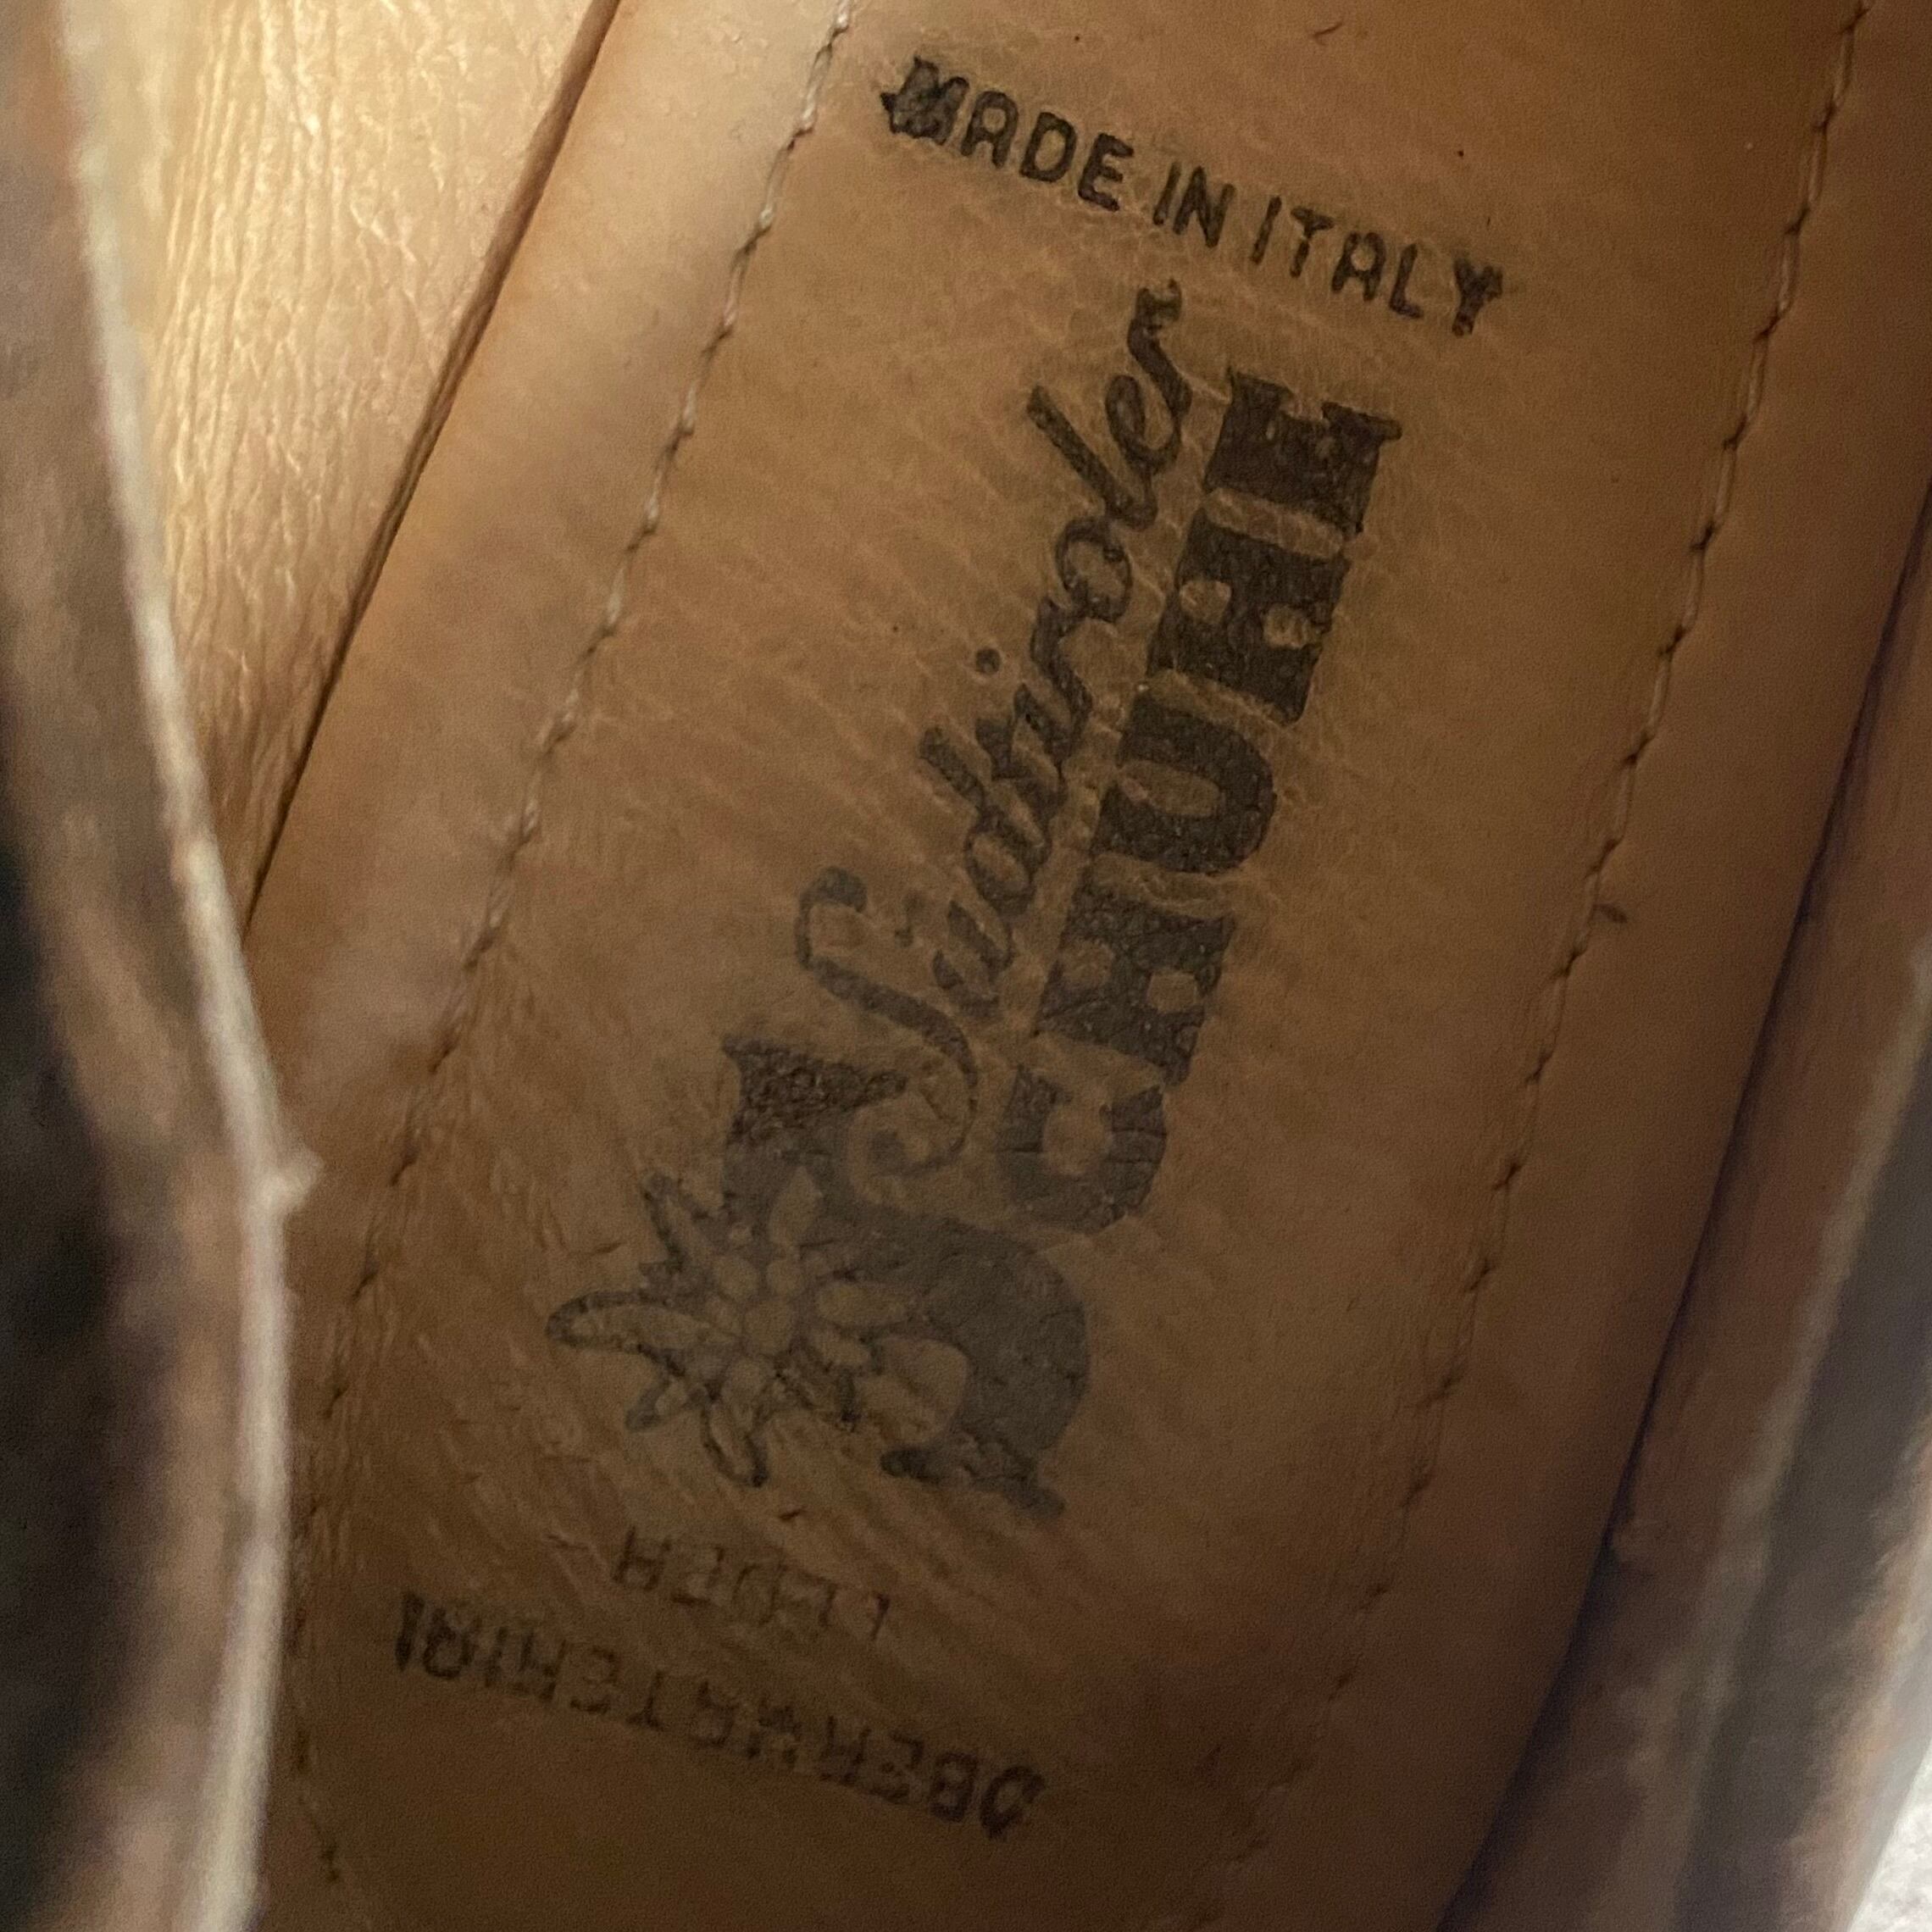 MADE IN ITALY
Südtiroler
SCHUHE
LEDER
OBERMATERIAL